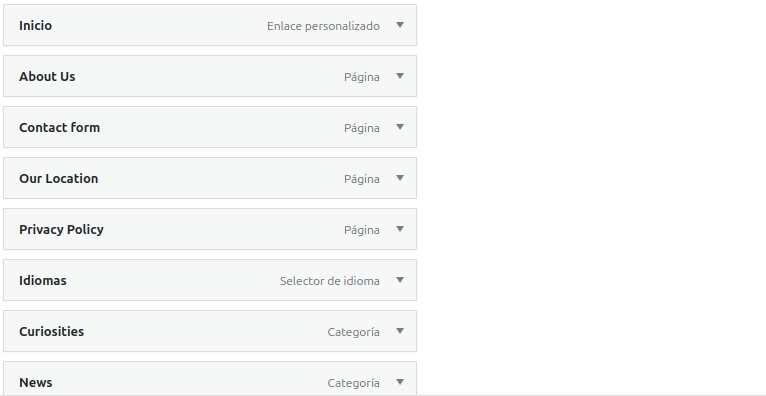 Inicio Enlace personalizado
About Us Página
Contact form Página
Our Location Página
Privacy Policy Página
Idiomas Selector de idioma
Curiosities Categoría
News Categoría